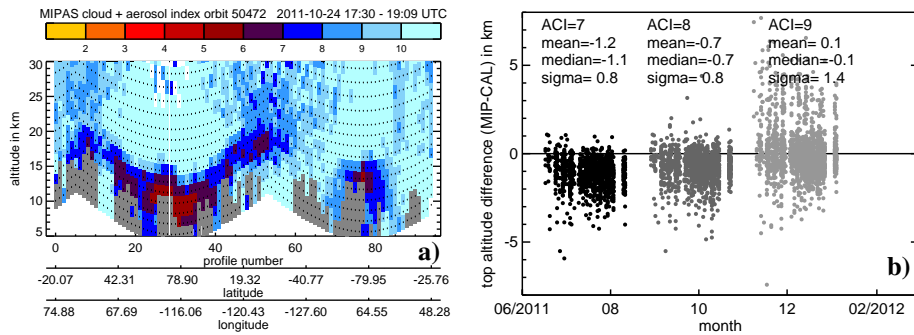 MIPAS cloud + aerosol index orbit 50472 2011-10-24 17:30 - 19:09 UTC
2 3 4 5 6 7 8 9 10
altitude in km
30
25
20
15
10
5
0 20 40 60 80
profile number
a)
-20.07 42.31 78.90 19.32 -40.77 -79.95 -25.76
latitude
74.88 67.69 -116.06 -120.43 -127.60 64.55 48.28
longitude
top altitude difference (MIP-CAL) in km
5
0
-5
ACI=7 ACI=8 ACI=9
mean=-1.2 mean=-0.7 mean= 0.1
median=-1.1 median=-0.7 median=-0.1
sigma= 0.8 sigma= 0.8 sigma= 1.4
b)
06/2011 08 10 12 02/2012
month